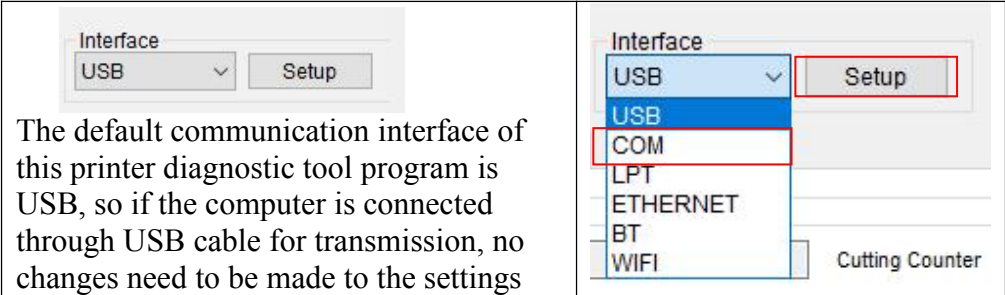 Interface
USB Setup
The default communication interface of
this printer diagnostic tool program is
USB, so if the computer is connected
through USB cable for transmission, no
changes need to be made to the settings
Interface
USB Setup
USB
COM
LPT
ETHERNET
BT
WIFI Cutting Counter